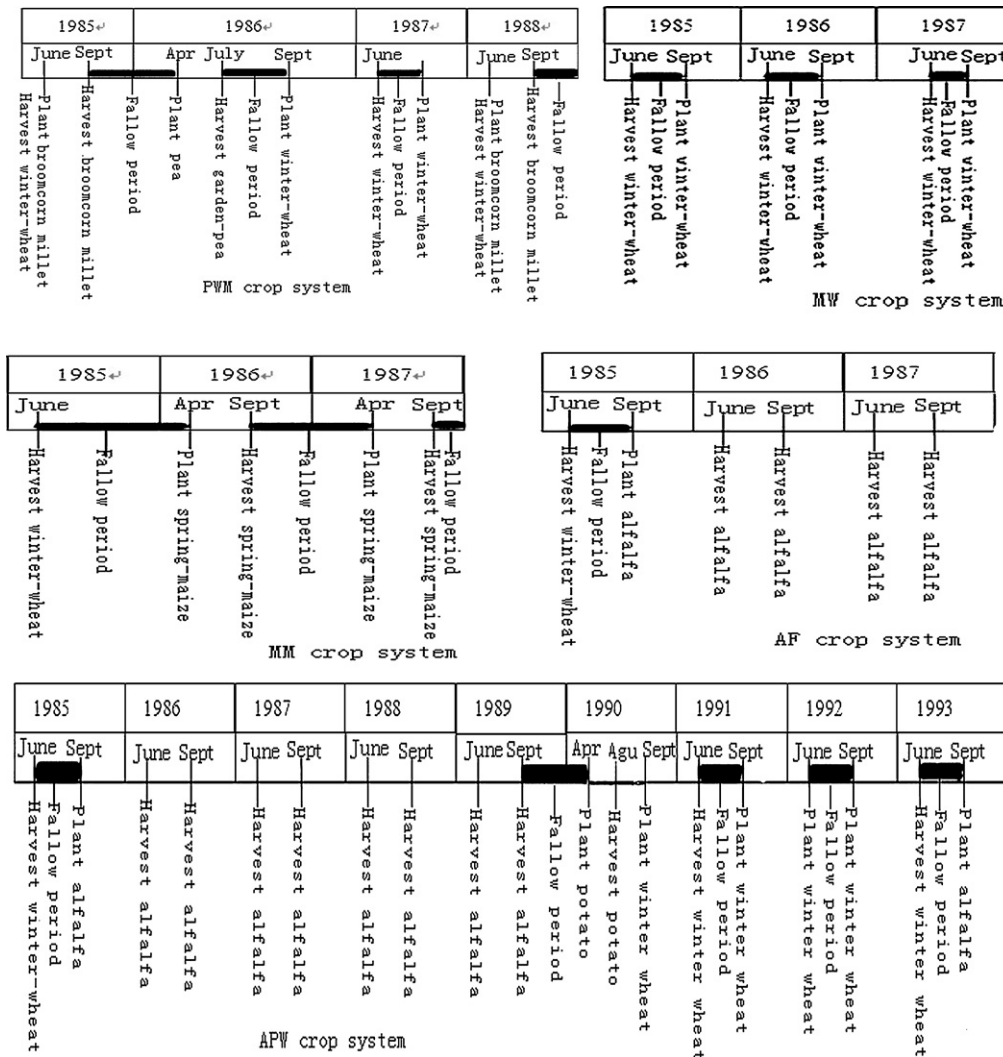 1985↵ 1986↵ 1987↵ 1988↵
June Sept Apr July Sept June June Sept
Harvest winter-wheat
Plant broomcorn millet
Harvest broomcorn millet
Fallow period
Plant pea
Harvest garden-pea
Fallow period
Plant winter-wheat
Harvest winter-wheat
Fallow period
Plant winter-wheat
Harvest winter-wheat
Plant broomcorn millet
Harvest broomcorn millet
Fallow period
PWM crop system
1985 1986 1987
June Sept June Sept June Sept
Harvest winter-wheat
Fallow period
Plant vinter-wheat
Harvest winter-wheat
Fallow period
Plant vinter-wheat
Harvest winter-wheat
Fallow period
Plant vinter-wheat
MW crop system
1985↵ 1986↵ 1987↵
June Apr Sept Apr Sept
Harvest winter-wheat
Fallow period
Plant spring-maize
Harvest spring-maize
Fallow period
Plant spring-maize
Harvest spring-maize
Fallow period
MM crop system
1985 1986 1987
June Sept June Sept June Sept
Harvest winter-wheat
Fallow period
Plant alfalfa
Harvest alfalfa
Harvest alfalfa
Harvest alfalfa
Harvest alfalfa
AF crop system
1985 1986 1987 1988 1989 1990 1991 1992 1993
June Sept June Sept June Sept June Sept June Sept Apr Agu Sept June Sept June Sept June Sept
Harvest winter-wheat
Fallow period
Plant alfalfa
Harvest alfalfa
Harvest alfalfa
Harvest alfalfa
Harvest alfalfa
Harvest alfalfa
Harvest alfalfa
Harvest alfalfa
Harvest alfalfa
Fallow period
Plant potato
Harvest potato
Plant winter wheat
Harvest winter wheat
Fallow period
Plant winter wheat
Plant winter wheat
Fallow period
Plant winter wheat
Harvest winter wheat
Fallow period
Plant alfalfa
APW crop system